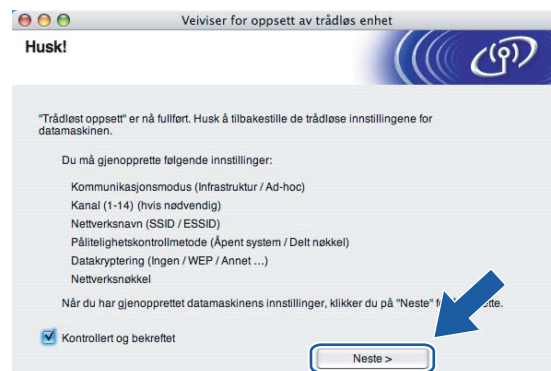 Veiviser for oppsett av trådløs enhet
Husk!
"Trådløst oppsett" er nå fullført. Husk å tilbakestille de trådløse innstillingene for
datamaskinen.
Du må gjenopprette følgende innstillinger:
Kommunikasjonsmodus (Infrastruktur / Ad-hoc)
Kanal (1-14) (hvis nødvendig)
Nettverksnavn (SSID / ESSID)
Pålitelighetskontrollmetode (Åpent system / Delt nøkkel)
Datakryptering (Ingen / WEP / Annet ...)
Nettverksnøkkel
Når du har gjenopprettet datamaskinens innstillinger, klikker du på "Neste"
Kontrollert og bekreftet
Neste >